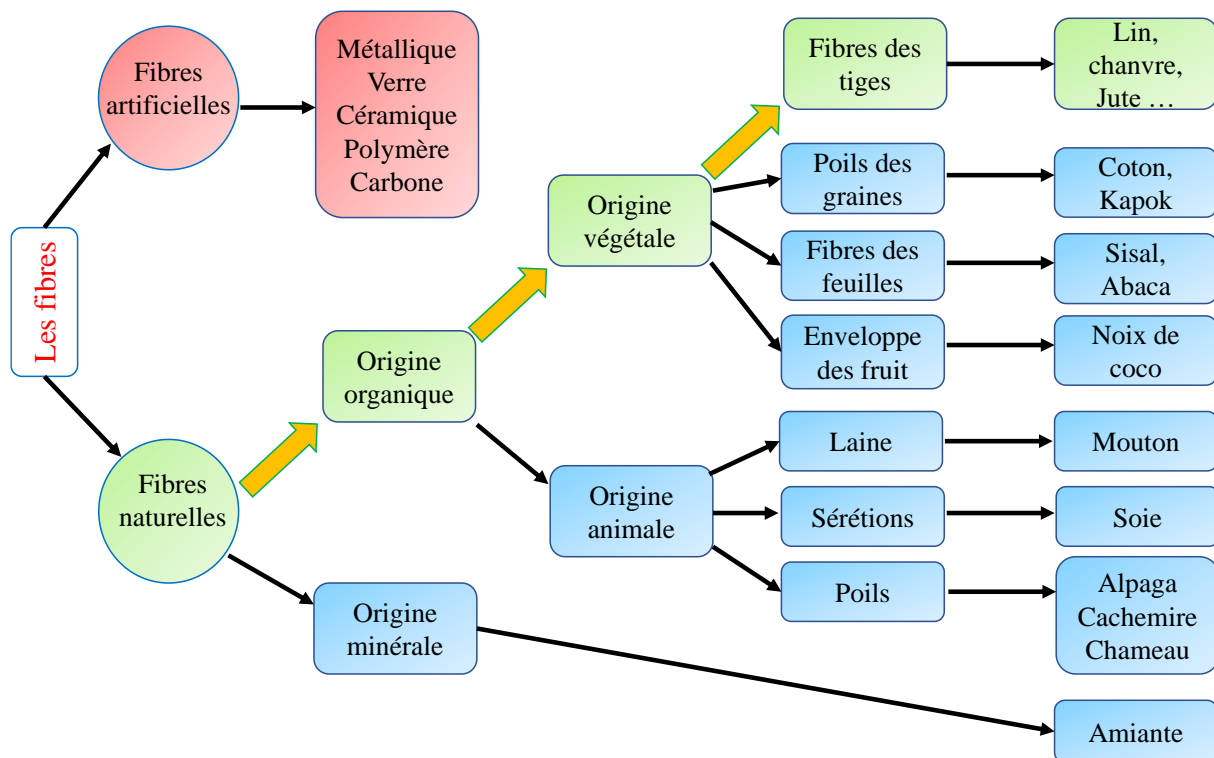 Les fibres
Fibres
artificielles
Métallique
Verre
Céramique
Polymère
Carbone
Fibres
naturelles
Origine
organique
Origine
minérale
Origine
végétale
Origine
animale
Fibres des
tiges
Lin,
chanvre,
Jute …
Poils des
graines
Coton,
Kapok
Fibres des
feuilles
Sisal,
Abaca
Enveloppe
des fruit
Noix de
coco
Laine
Mouton
Sérétions
Soie
Poils
Alpaga
Cachemire
Chameau
Amiante